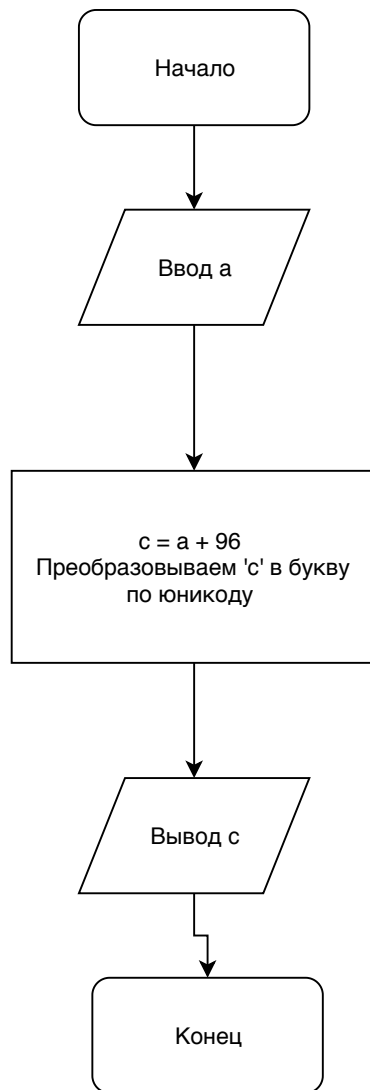 Начало
Ввод a
c = a + 96
Преобразовываем 'c' в букву
по юникоду
Вывод c
Конец